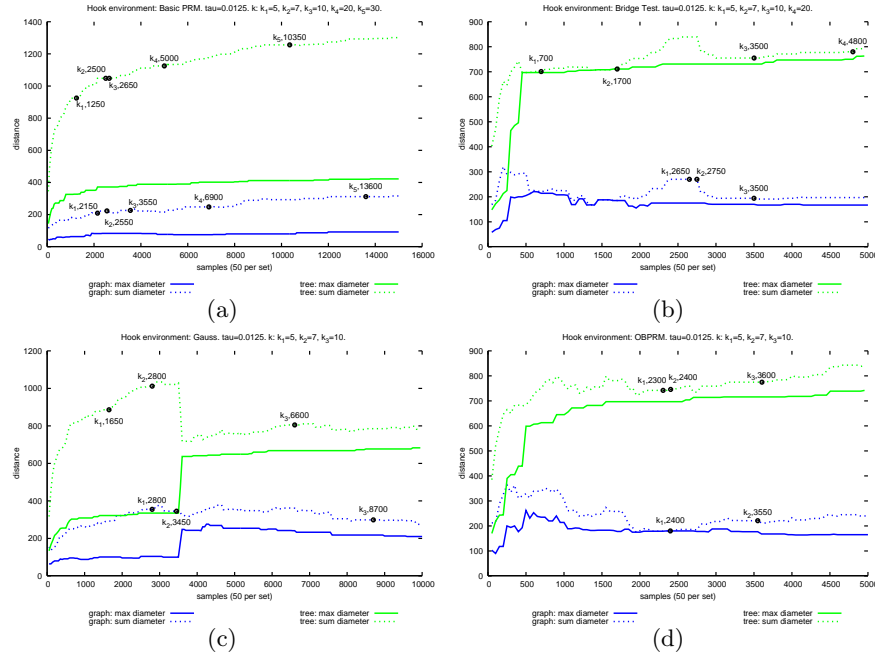 Hook environment: Basic PRM. tau=0.0125. k: k1=5, k2=7, k3=10, k4=20, k5=30.
1400
1200
1000
800
600
400
200
0
distance
k1,1250
k2,2500
k3,2650
k4,5000
k5,10350
k1,2150
k2,2550
k3,3550
k4,6900
k5,13600
0 2000 4000 6000 8000 10000 12000 14000 16000
samples (50 per set)
graph: max diameter
graph: sum diameter
tree: max diameter
tree: sum diameter
(a)
Hook environment: Bridge Test. tau=0.0125. k: k1=5, k2=7, k3=10, k4=20.
900
800
700
600
500
400
300
200
100
0
distance
k1,700
k2,1700
k3,3500
k4,4800
k1,2650
k2,2750
k3,3500
0 500 1000 1500 2000 2500 3000 3500 4000 4500 5000
samples (50 per set)
graph: max diameter
graph: sum diameter
tree: max diameter
tree: sum diameter
(b)
Hook environment: Gauss. tau=0.0125. k: k1=5, k2=7, k3=10.
1200
1000
800
600
400
200
0
distance
k1,1650
k2,2800
k3,6600
k1,2800
k2,3450
k3,8700
0 1000 2000 3000 4000 5000 6000 7000 8000 9000 10000
samples (50 per set)
graph: max diameter
graph: sum diameter
tree: max diameter
tree: sum diameter
(c)
Hook environment: OBPRM. tau=0.0125. k: k1=5, k2=7, k3=10.
900
800
700
600
500
400
300
200
100
0
distance
k1,2300
k2,2400
k3,3600
k1,2400
k2,3550
0 500 1000 1500 2000 2500 3000 3500 4000 4500 5000
samples (50 per set)
graph: max diameter
graph: sum diameter
tree: max diameter
tree: sum diameter
(d)